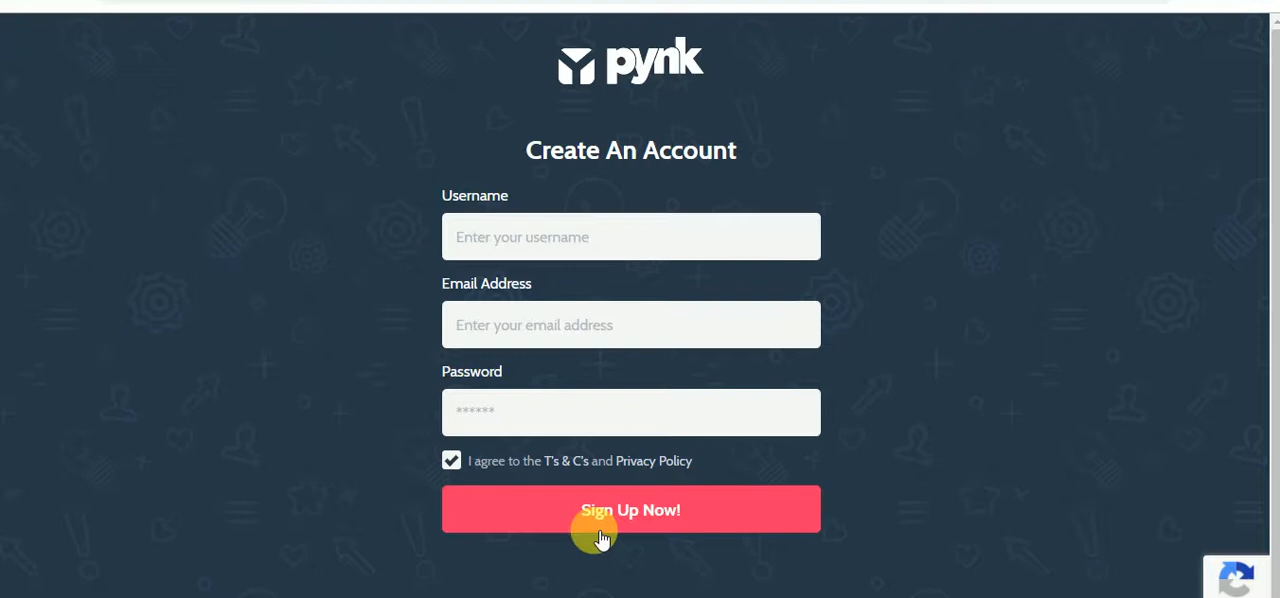 pynk
Create An Account
Username
Enter your username
Email Address
Enter your email address
Password
******
I agree to the T's & C's and Privacy Policy
Sign Up Now!